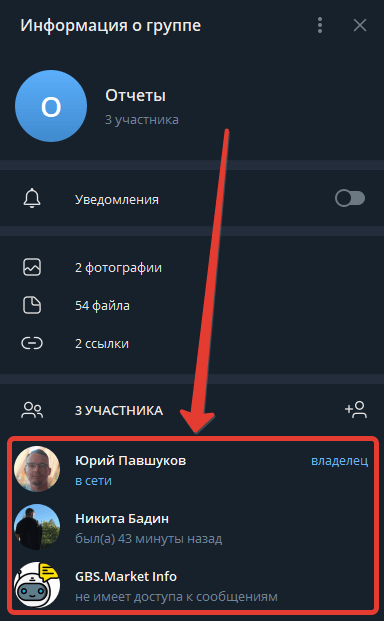 Информация о группе
О
Отчеты
3 участника
Уведомления
2 фотографии
54 файла
2 ссылки
3 УЧАСТНИКА
Юрий Павшуков
владелец
в сети
Никита Бадин
был(а) 43 минуты назад
GBS.Market Info
не имеет доступа к сообщениям